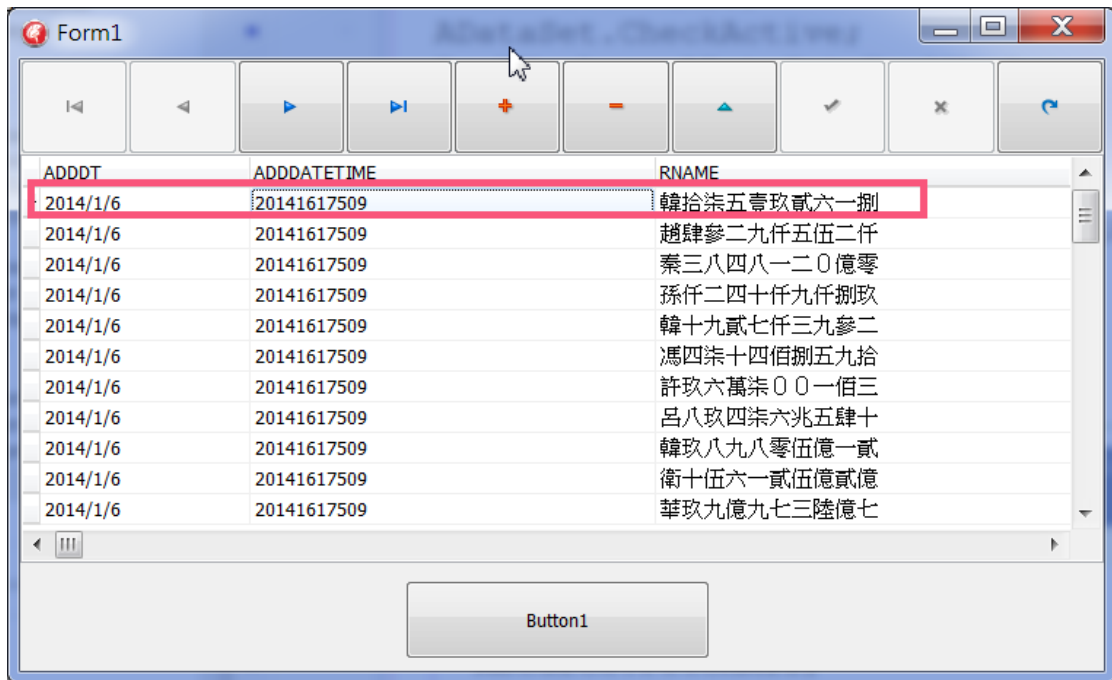 Form1
ADataSet.CheckActive;
ADDDT ADDDATETIME RNAME
2014/1/6 20141617509 韓拾柒五壹玖貳六一捌
2014/1/6 20141617509 趙肆參二九仟五伍二仟
2014/1/6 20141617509 秦三八四八一二０億零
2014/1/6 20141617509 孫仟二四十仟九仟捌玖
2014/1/6 20141617509 韓十九貳七仟三九參二
2014/1/6 20141617509 馮四柒十四佰捌五九拾
2014/1/6 20141617509 許玖六萬柒００一佰三
2014/1/6 20141617509 呂八玖四柒六兆五肆十
2014/1/6 20141617509 韓玖八九八零伍億一貳
2014/1/6 20141617509 衛十伍六一貳伍億貳億
2014/1/6 20141617509 華玖九億九七三陸億七
Button1